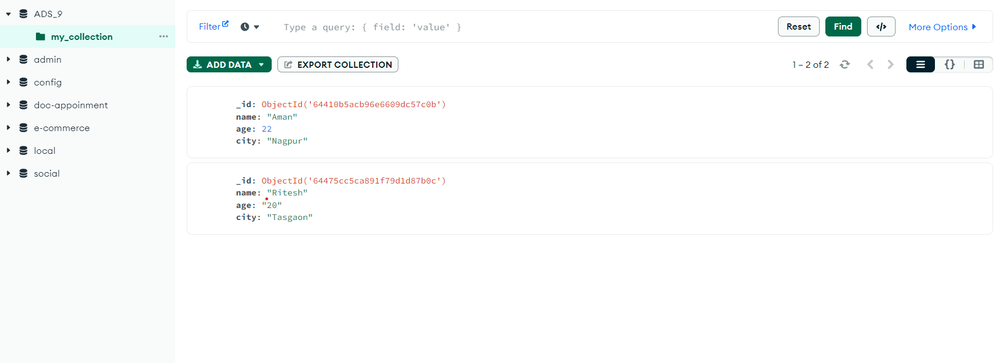 ADS_9
my_collection
admin
config
doc-appoinment
e-commerce
local
social
Filter
Type a query: { field: 'value' }
Reset
Find
</>
More Options
ADD DATA
EXPORT COLLECTION
1 – 2 of 2
{}
_id: ObjectId('64410b5acb96e6609dc57c0b')
name: "Aman"
age: 22
city: "Nagpur"
_id: ObjectId('64475cc5ca891f79d1d87b0c')
name: "Ritesh"
age: "20"
city: "Tasgaon"